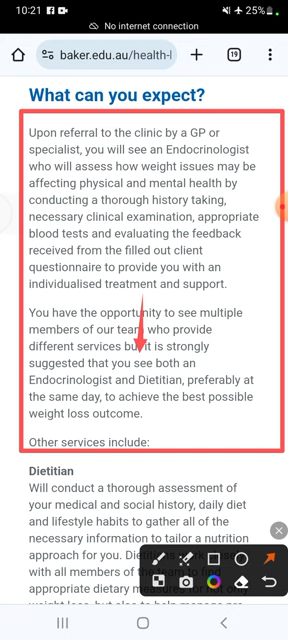 10:21
25%
No internet connection
baker.edu.au/health-l
19
What can you expect?
Upon referral to the clinic by a GP or
specialist, you will see an Endocrinologist
who will assess how weight issues may be
affecting physical and mental health by
conducting a thorough history taking,
necessary clinical examination, appropriate
blood tests and evaluating the feedback
received from the filled out client
questionnaire to provide you with an
individualised treatment and support.
You have the opportunity to see multiple
members of our team who provide
different services but it is strongly
suggested that you see both an
Endocrinologist and Dietitian, preferably at
the same day, to achieve the best possible
weight loss outcome.
Other services include:
Dietitian
Will conduct a thorough assessment of
your medical and social history, daily diet
and lifestyle habits to gather all of the
necessary information to tailor a nutrition
approach for you.
with all members of
appropriate dietary